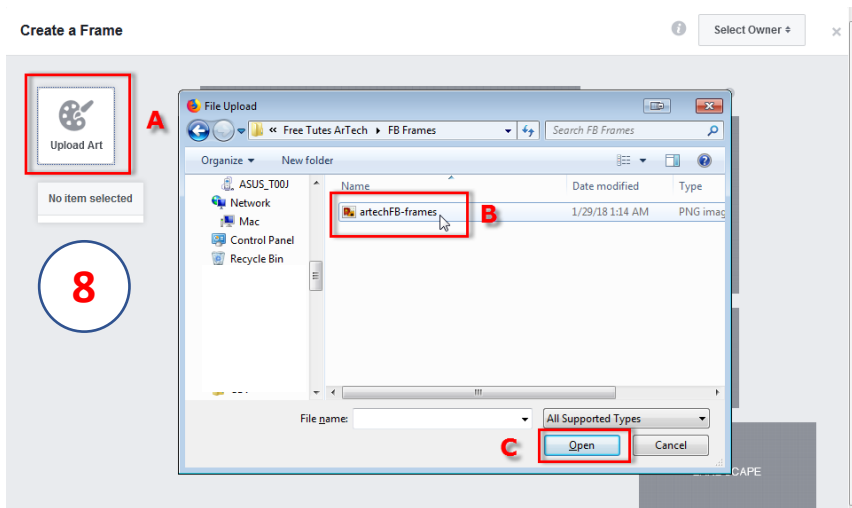 Create a Frame
Select Owner
Upload Art
A
No item selected
8
File Upload
« Free Tutes ArTech FB Frames
Search FB Frames
Organize New folder
ASUS_T00J
Network
Mac
Control Panel
Recycle Bin
Name Date modified Type
artechFB-frames 1/29/18 1:14 AM PNG imag
B
File name: All Supported Types
C
Open Cancel